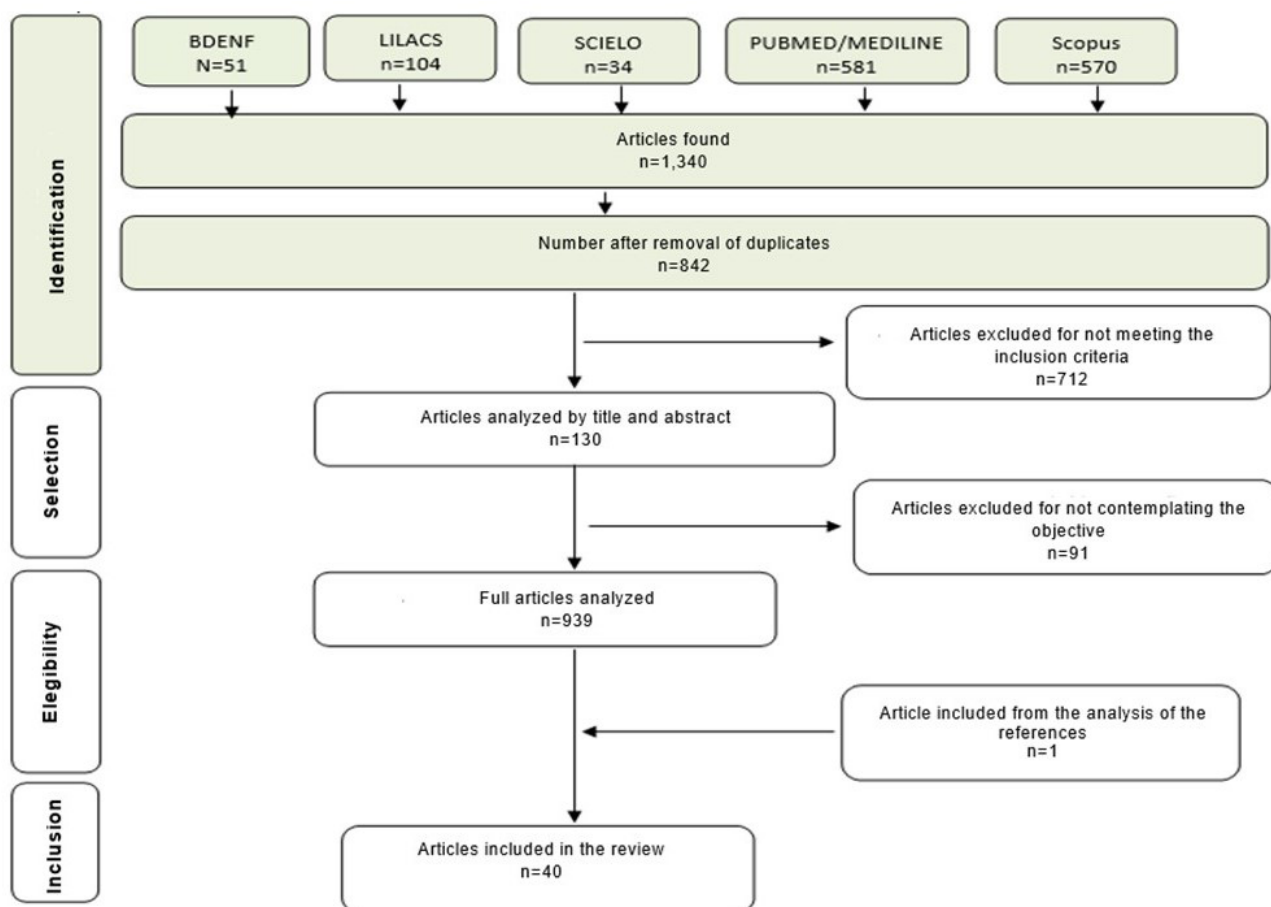 BDENF
N=51
LILACS
n=104
SCIELO
n=34
PUBMED/MEDILINE
n=581
Scopus
n=570
Identification
Articles found
n=1,340
Number after removal of duplicates
n=842
Articles excluded for not meeting the
inclusion criteria
n=712
Selection
Articles analyzed by title and abstract
n=130
Articles excluded for not contemplating the
objective
n=91
Elegibility
Full articles analyzed
n=939
Article included from the analysis of the
references
n=1
Inclusion
Articles included in the review
n=40